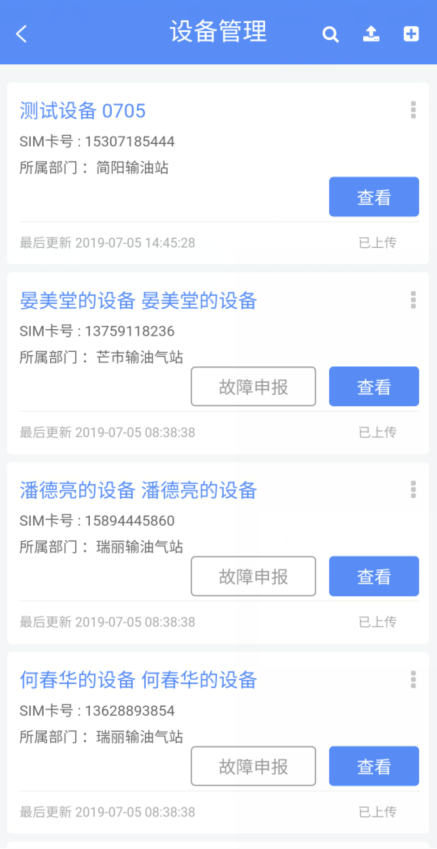 设备管理
测试设备 0705
SIM卡号 : 15307185444
所属部门： 简阳输油站
查看
最后更新 2019-07-05 14:45:28 已上传
晏美堂的设备 晏美堂的设备
SIM卡号 : 13759118236
所属部门： 芒市输油气站
故障申报 查看
最后更新 2019-07-05 08:38:38 已上传
潘德亮的设备 潘德亮的设备
SIM卡号 : 15894445860
所属部门： 瑞丽输油气站
故障申报 查看
最后更新 2019-07-05 08:38:38 已上传
何春华的设备 何春华的设备
SIM卡号 : 13628893854
所属部门： 瑞丽输油气站
故障申报 查看
最后更新 2019-07-05 08:38:38 已上传